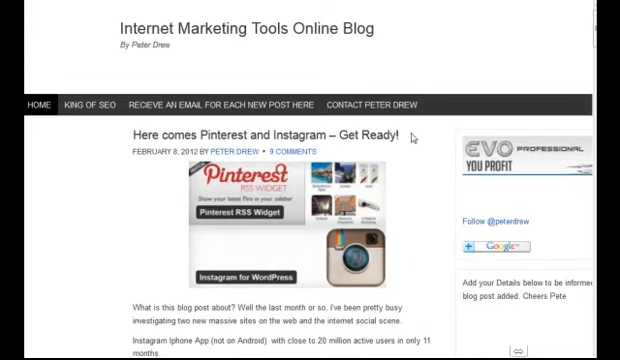 Internet Marketing Tools Online Blog
By Peter Drew
HOME KING OF SEO RECIEVE AN EMAIL FOR EACH NEW POST HERE CONTACT PETER DREW
Here comes Pinterest and Instagram – Get Ready!
FEBRUARY 8, 2012 BY PETER DREW • 9 COMMENTS
Pinterest
RSS WIDGET
Show your latest Pins in your sidebar
Pinterest RSS Widget
Instagram for WordPress
What is this blog post about? Well the last month or so, I've been pretty busy
investigating two new massive sites on the web and the internet social scene.
Instagram Iphone App (not on Android) with close to 20 million active users in only 11
months
EVO PROFESSIONAL
YOU PROFIT
Follow @peterdrew
Google
Add your Details below to be informed
blog post added. Cheers Pete